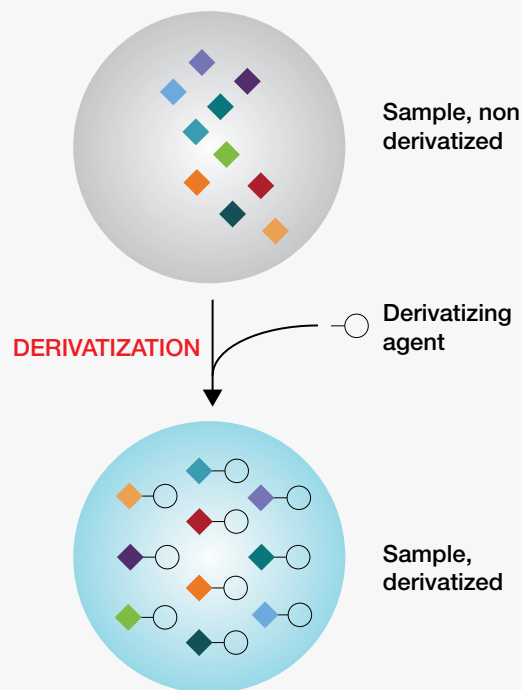 Sample, non
derivatized
Derivatizing
agent
DERIVATIZATION
Sample,
derivatized